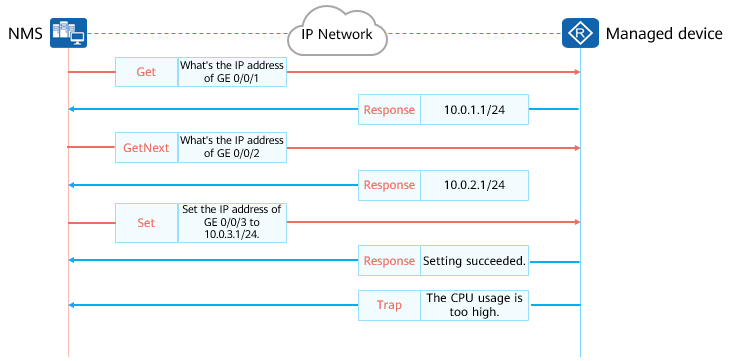 NMS
IP Network
R
Managed device
Get
What's the IP address
of GE 0/0/1
Response
10.0.1.1/24
GetNext
What's the IP address
of GE 0/0/2
Response
10.0.2.1/24
Set
Set the IP address of
GE 0/0/3 to
10.0.3.1/24.
Response
Setting succeeded.
Trap
The CPU usage is
too high.